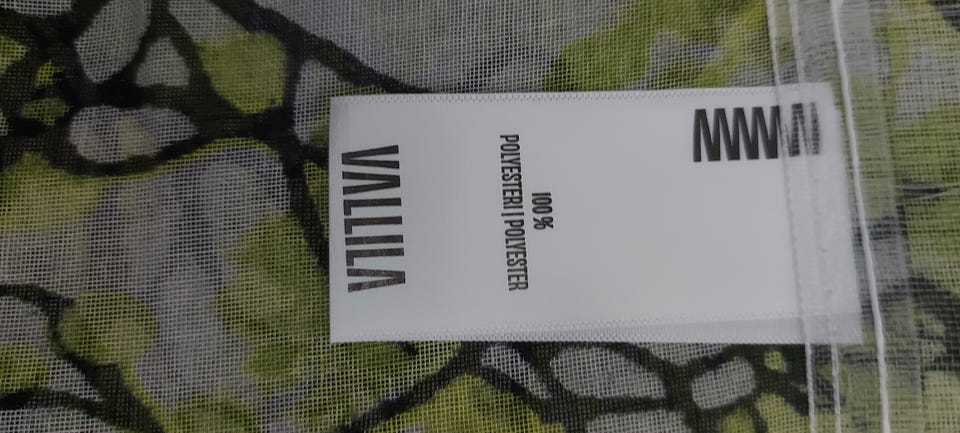 100 %
POLYESTERI | POLYESTER
VALLILA